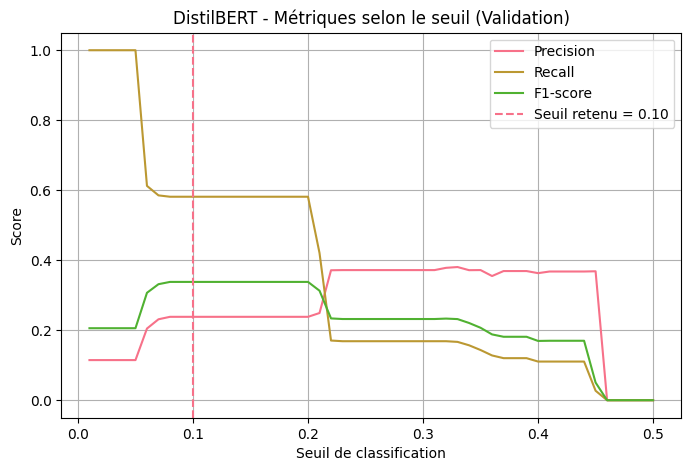 DistilBERT - Métriques selon le seuil (Validation)
Precision
Recall
F1-score
Seuil retenu = 0.10
Score
1.0
0.8
0.6
0.4
0.2
0.0
0.0 0.1 0.2 0.3 0.4 0.5
Seuil de classification